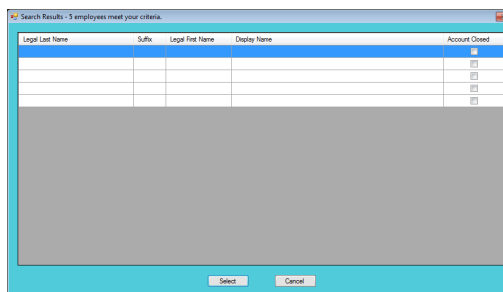 Search Results - 5 employees meet your criteria.
Legal Last Name Suffix Legal First Name Display Name Account Closed
Select Cancel